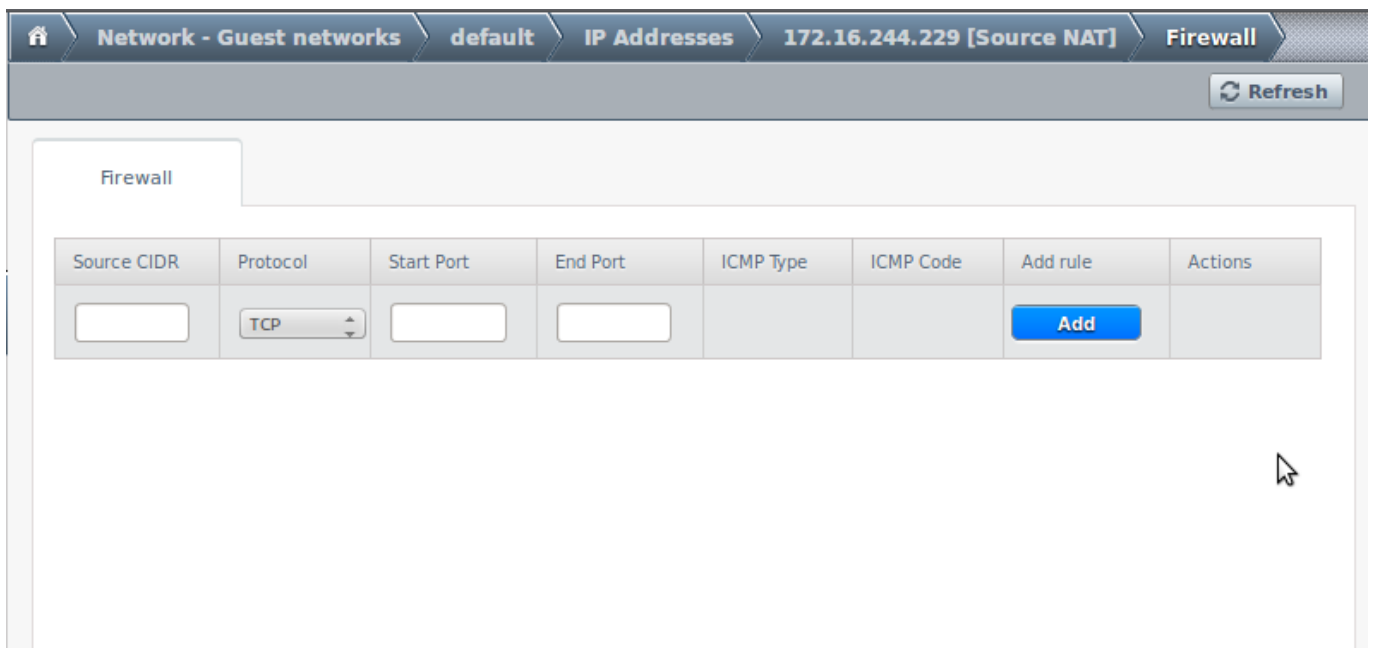 Network - Guest networks default IP Addresses 172.16.244.229 [Source NAT] Firewall
Refresh
Firewall
Source CIDR Protocol Start Port End Port ICMP Type ICMP Code Add rule Actions
TCP Add